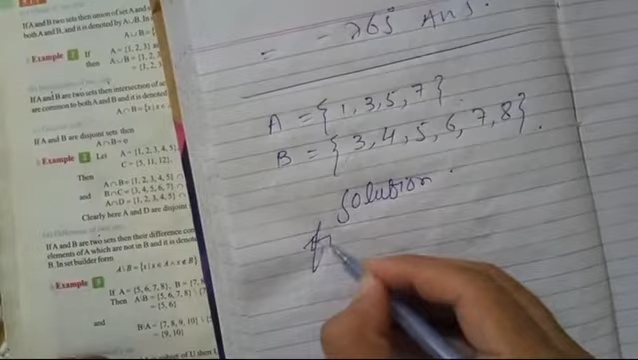 If A and B are two sets then union of set A and
both A and B, and it is denoted by A∪B. In
A∪B = {
Example
If A = {1, 2, 3}
then A∪B = {1, 2, 3
= {1, 2, 3
If A and B are two sets then intersection of set
are common to both A and B and it is denoted
A∩B = {x | x ∈
If A and B are disjoint sets then
A∩B = φ
Example Let A = {1, 2, 3, 4, 5},
C = {5, 11, 12},
Then A∩B = {1, 2, 3, 4, 5}
and B∩C = {3, 4, 5, 6, 7}
A∩D = {1, 2, 3, 4, 5}
Clearly here A and D are disjoint
If A and B are two sets then their difference
elements of A which are not in B and it is denote
B. In set builder form
A\B = {x | x ∈ A ∧ x ∉ B}
Example If A = {5, 6, 7, 8}, B = {7,
Then A\B = {5, 6, 7, 8} \ {7
= {5, 6}
and B\A = {7, 8, 9, 10} \
= {9, 10}
= - 265 Ans.
A = {1, 3, 5, 7}.
B = {3, 4, 5, 6, 7, 8}.
Solution.